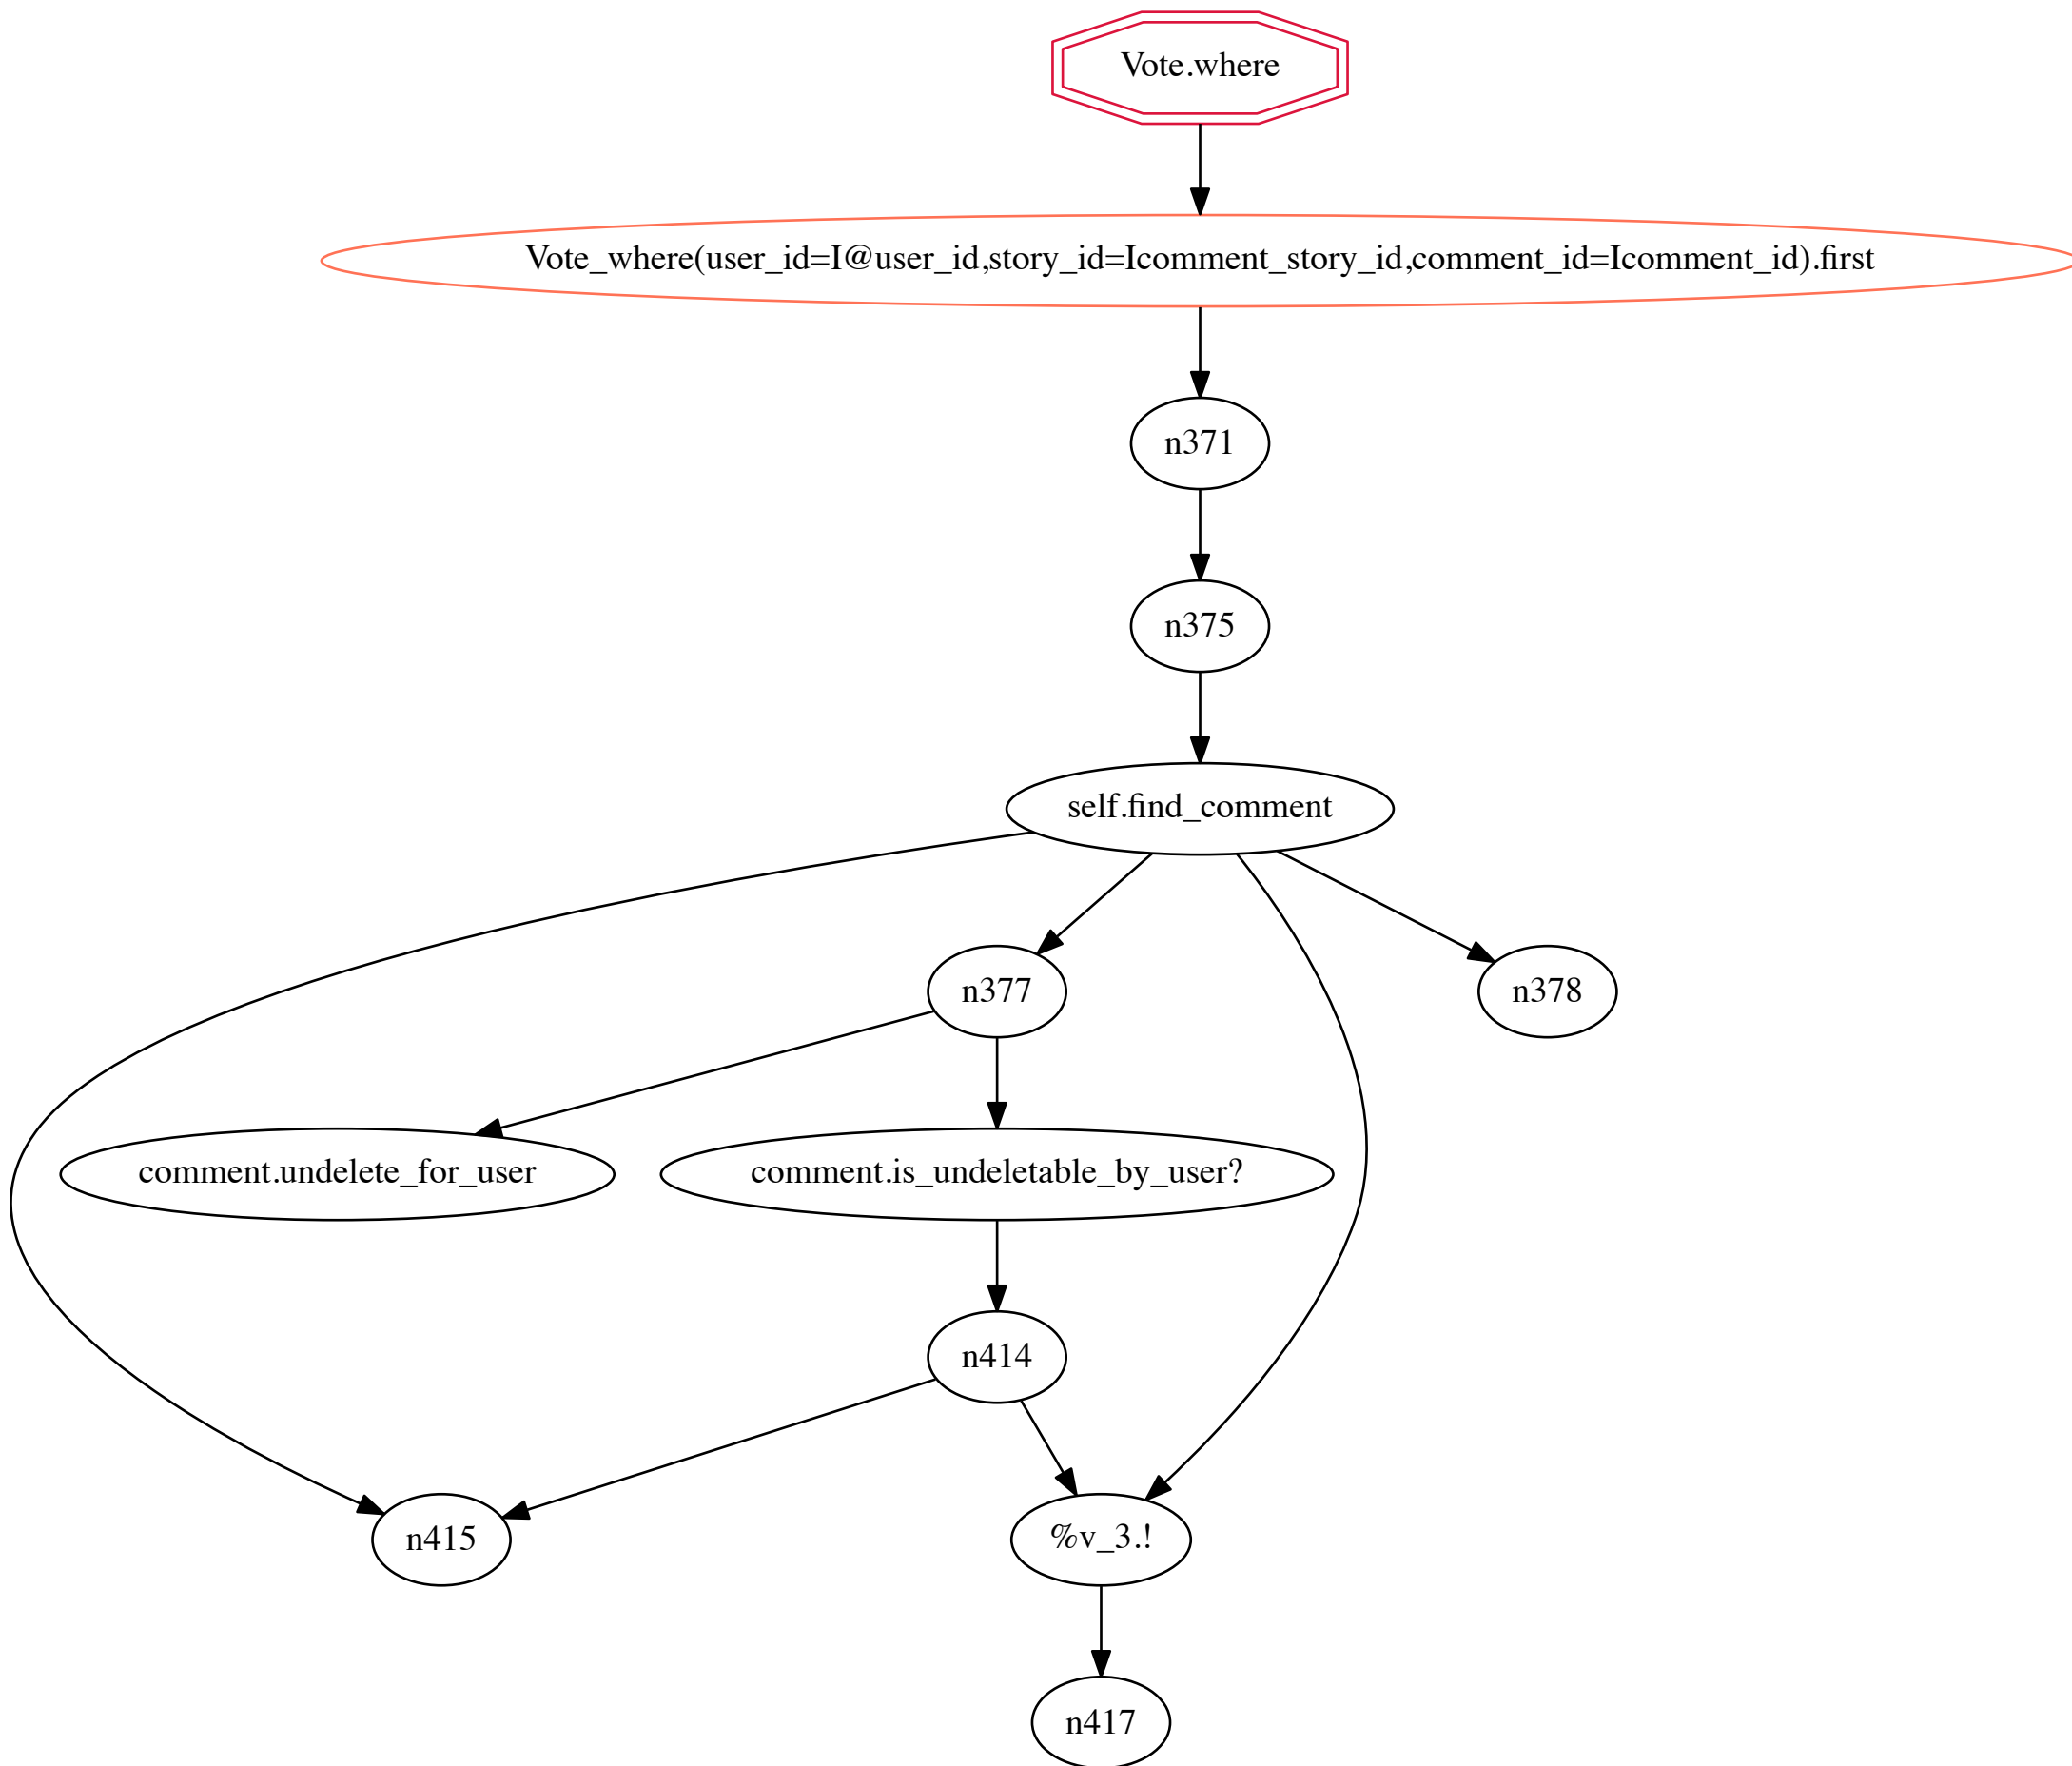 Vote.where
Vote_where(user_id=I@user_id,story_id=Icomment_story_id,comment_id=Icomment_id).first
n371
n375
self.find_comment
n377
n378
comment.undelete_for_user
comment.is_undeletable_by_user?
n414
n415
%v_3.!
n417